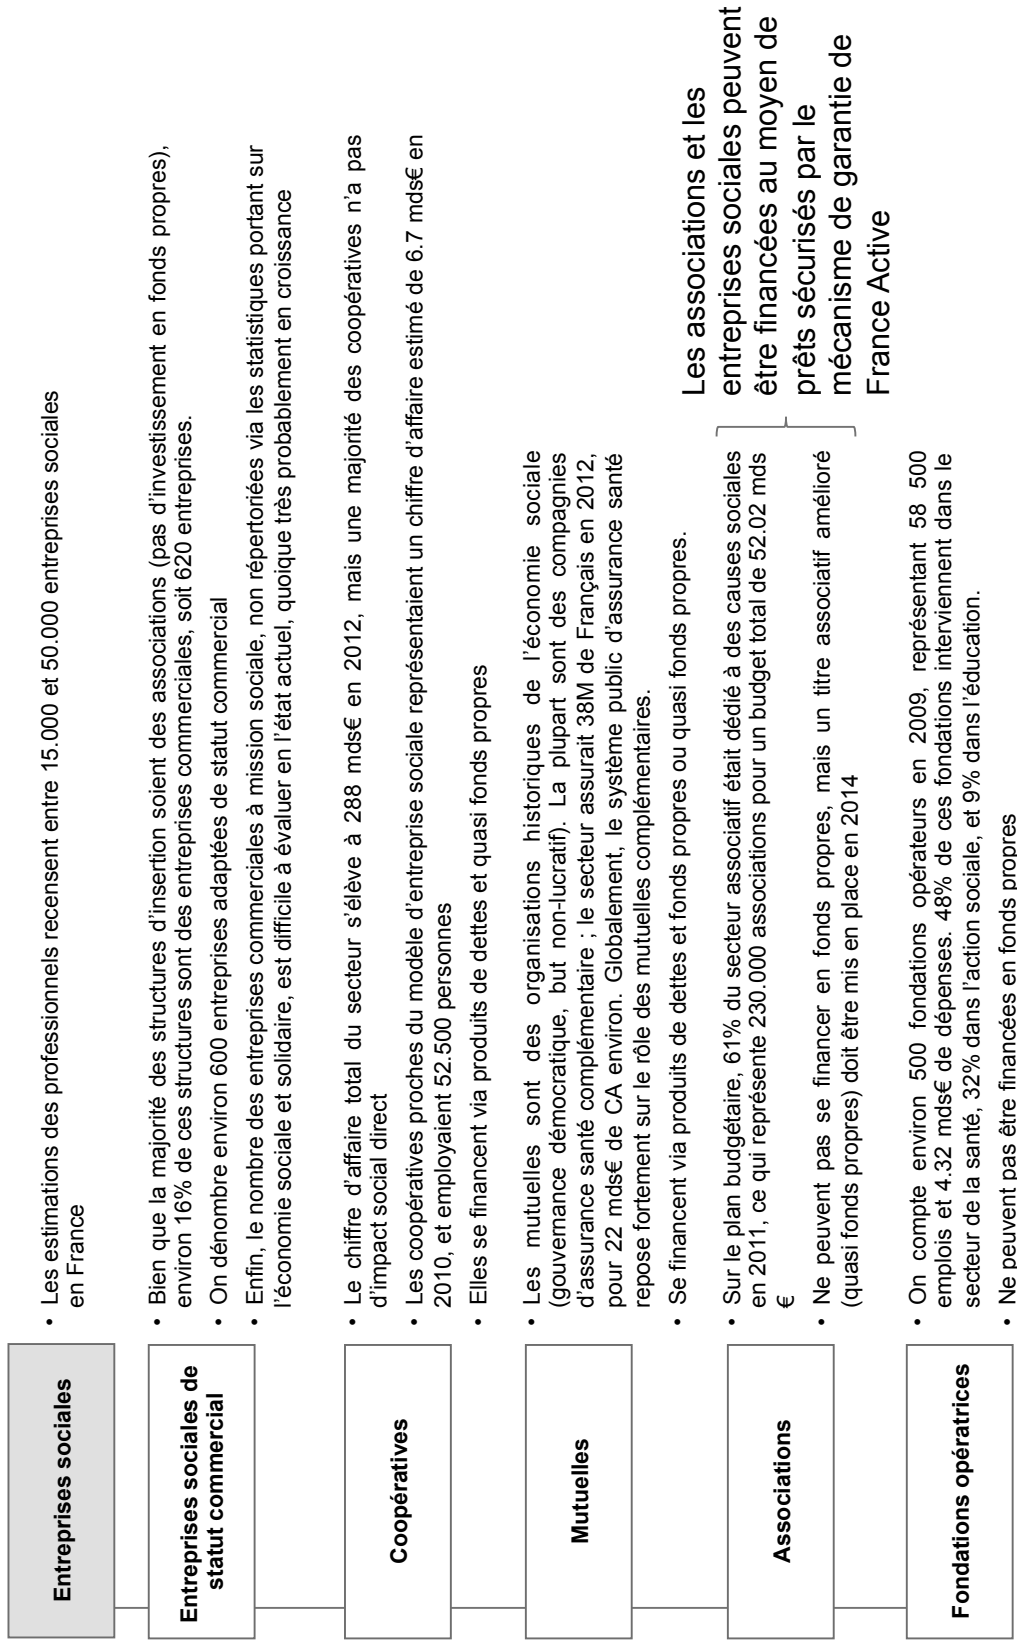 Entreprises sociales
• Les estimations des professionnels recensent entre 15.000 et 50.000 entreprises sociales
en France
Entreprises sociales de
statut commercial
• Bien que la majorité des structures d'insertion soient des associations (pas d'investissement en fonds propres),
environ 16% de ces structures sont des entreprises commerciales, soit 620 entreprises.
• On dénombre environ 600 entreprises adaptées de statut commercial
• Enfin, le nombre des entreprises commerciales à mission sociale, non répertoriées via les statistiques portant sur
l'économie sociale et solidaire, est difficile à évaluer en l'état actuel, quoique très probablement en croissance
Coopératives
• Le chiffre d'affaire total du secteur s'élève à 288 mds€ en 2012, mais une majorité des coopératives n'a pas
d'impact social direct
• Les coopératives proches du modèle d'entreprise sociale représentaient un chiffre d'affaire estimé de 6.7 mds€ en
2010, et employaient 52.500 personnes
• Elles se financent via produits de dettes et quasi fonds propres
Mutuelles
• Les mutuelles sont des organisations historiques de l'économie sociale
(gouvernance démocratique, but non-lucratif). La plupart sont des compagnies
d'assurance santé complémentaire ; le secteur assurait 38M de Français en 2012,
pour 22 mds€ de CA environ. Globalement, le système public d'assurance santé
repose fortement sur le rôle des mutuelles complémentaires.
• Se financent via produits de dettes et fonds propres ou quasi fonds propres.
Associations
• Sur le plan budgétaire, 61% du secteur associatif était dédié à des causes sociales
en 2011, ce qui représente 230.000 associations pour un budget total de 52.02 mds
€
• Ne peuvent pas se financer en fonds propres, mais un titre associatif amélioré
(quasi fonds propres) doit être mis en place en 2014
Les associations et les
entreprises sociales peuvent
être financées au moyen de
prêts sécurisés par le
mécanisme de garantie de
France Active
Fondations opératrices
• On compte environ 500 fondations opérateurs en 2009, représentant 58 500
emplois et 4.32 mds€ de dépenses. 48% de ces fondations interviennent dans le
secteur de la santé, 32% dans l'action sociale, et 9% dans l'éducation.
• Ne peuvent pas être financées en fonds propres